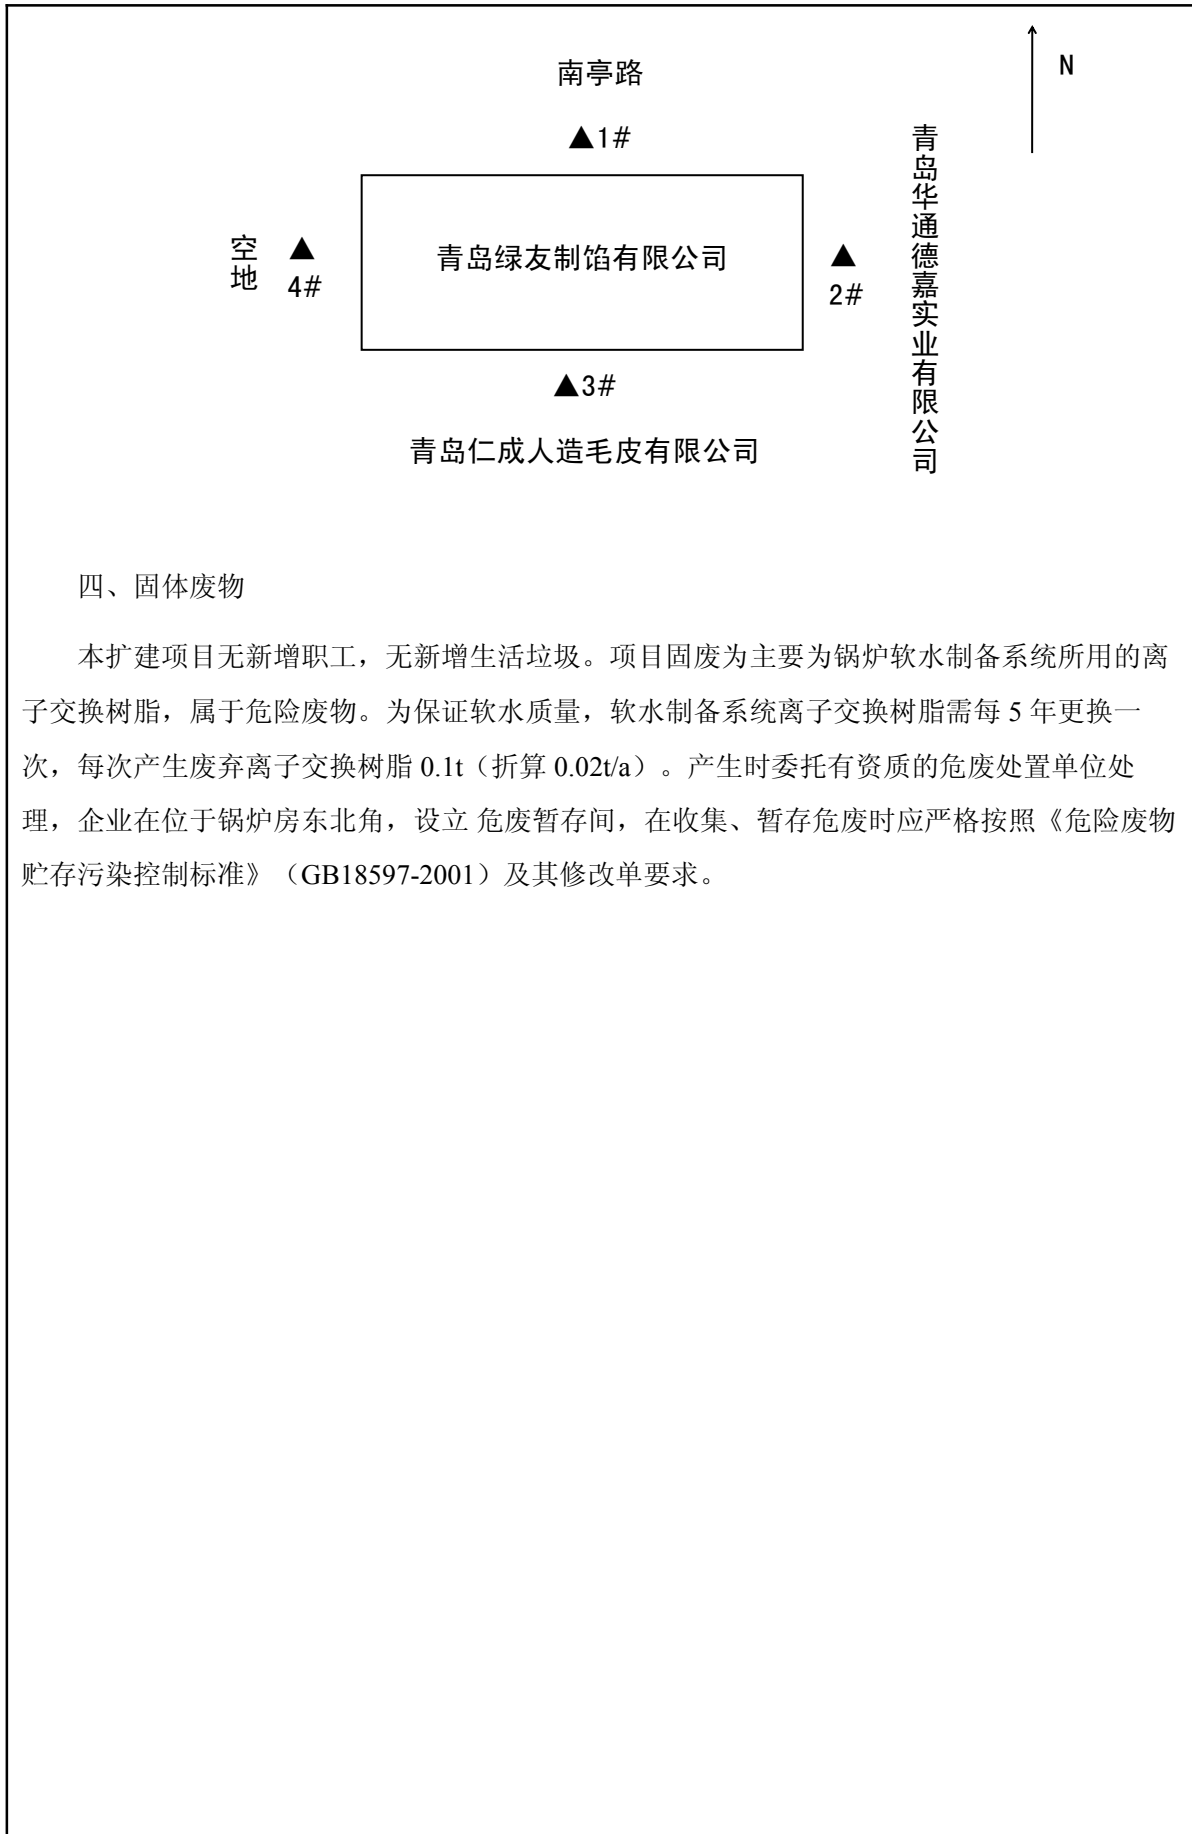 南亭路
N
▲1#
青岛华通德嘉实业有限公司
空地
▲
4#
青岛绿友制馅有限公司
▲
2#
▲3#
青岛仁成人造毛皮有限公司
四、固体废物
本扩建项目无新增职工，无新增生活垃圾。项目固废为主要为锅炉软水制备系统所用的离
子交换树脂，属于危险废物。为保证软水质量，软水制备系统离子交换树脂需每 5 年更换一
次，每次产生废弃离子交换树脂 0.1t（折算 0.02t/a）。产生时委托有资质的危废处置单位处
理，企业在位于锅炉房东北角，设立 危废暂存间，在收集、暂存危废时应严格按照《危险废物
贮存污染控制标准》（GB18597-2001）及其修改单要求。